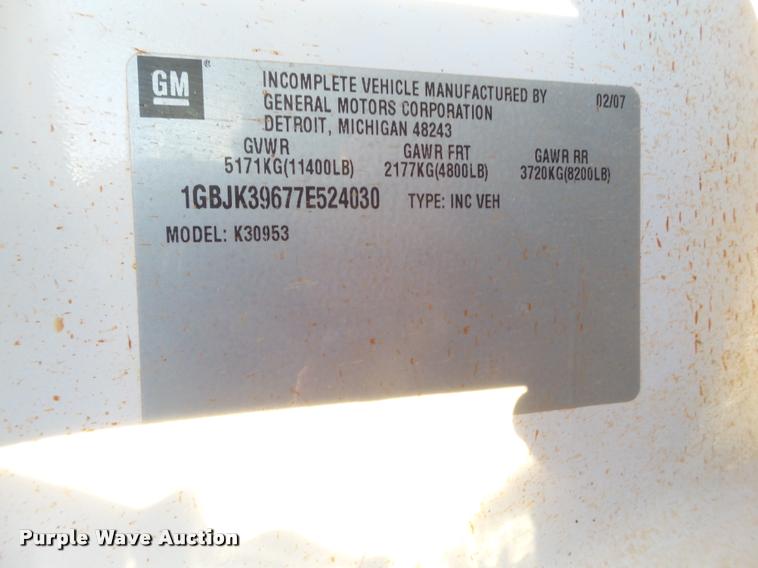 GM
INCOMPLETE VEHICLE MANUFACTURED BY 02/07
GENERAL MOTORS CORPORATION
DETROIT, MICHIGAN 48243
GVWR GAWR FRT GAWR RR
5171KG(11400LB) 2177KG(4800LB) 3720KG(8200LB)
1GBJK39677E524030 TYPE: INC VEH
MODEL: K30953
Purple Wave Auction